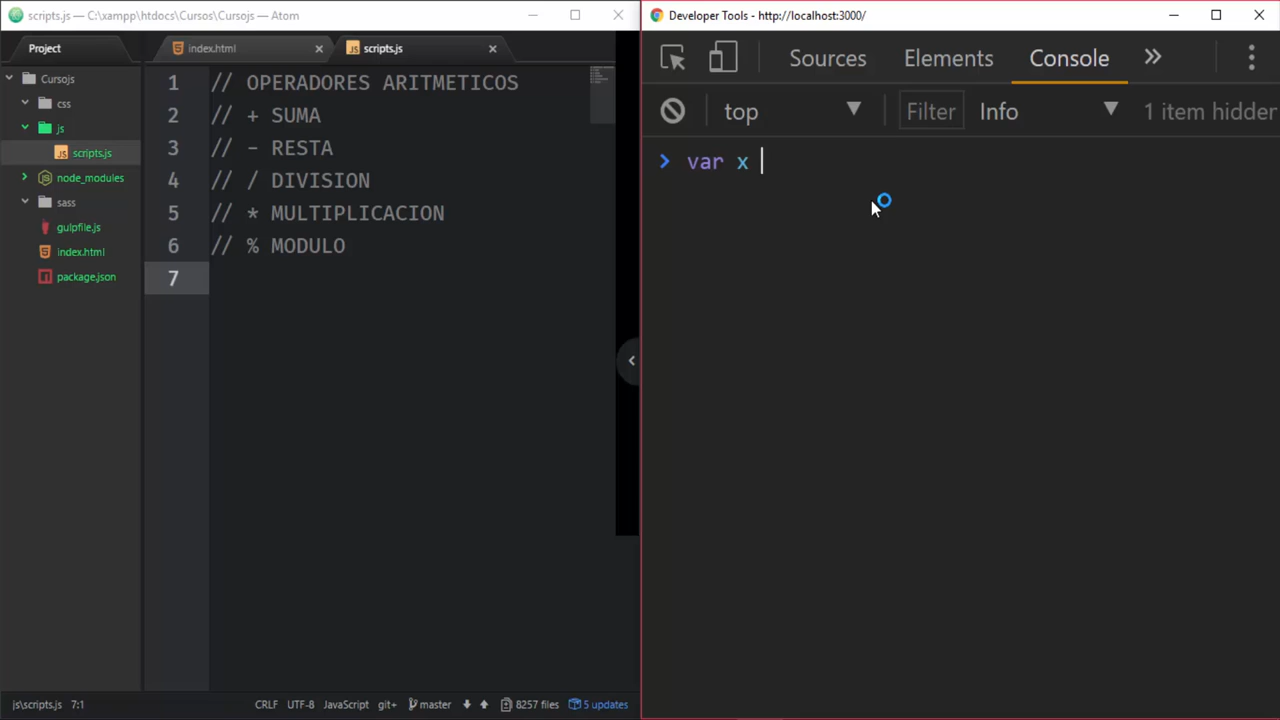 scripts.js — C:\xampp\htdocs\Cursos\Cursojs — Atom
Project
index.html
scripts.js
Cursojs
css
js
scripts.js
node_modules
sass
gulpfile.js
index.html
package.json
1 // OPERADORES ARITMETICOS
2 // + SUMA
3 // - RESTA
4 // / DIVISION
5 // * MULTIPLICACION
6 // % MODULO
7
js\scripts.js 7:1
CRLF UTF-8 JavaScript git+ master 8257 files 5 updates
Developer Tools - http://localhost:3000/
Sources Elements Console
top Filter Info 1 item hidden
> var x